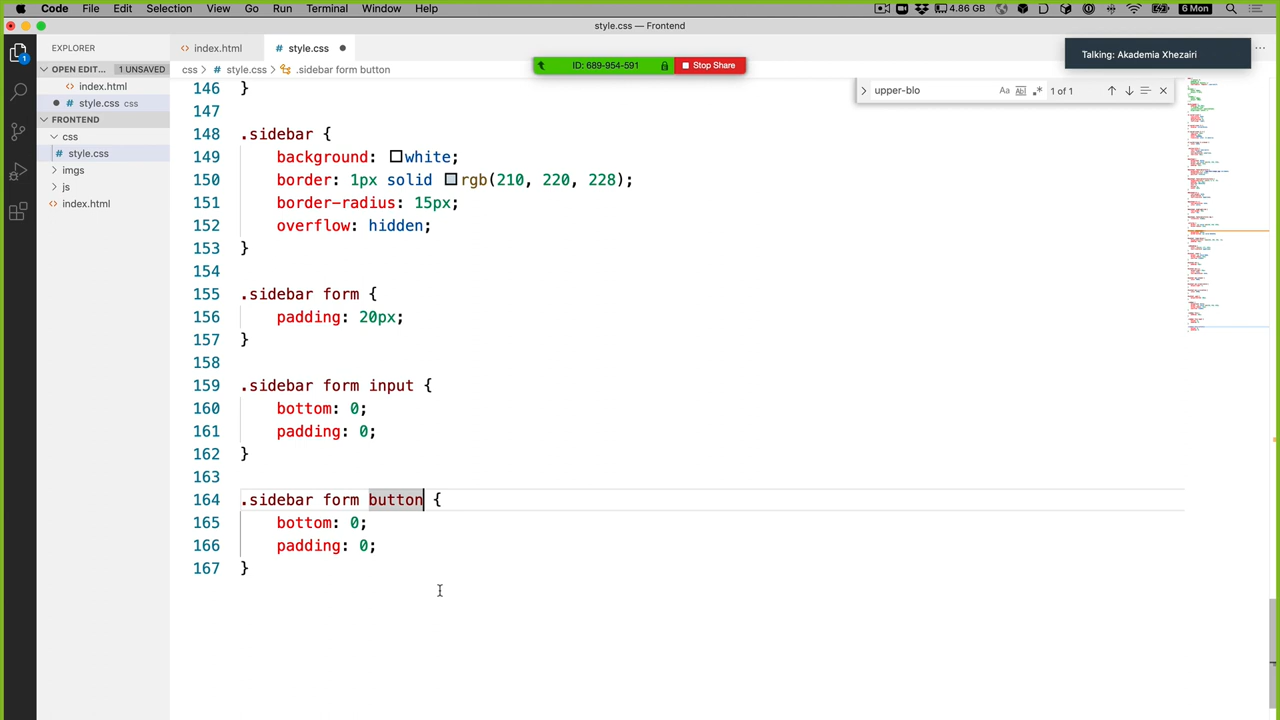 Code File Edit Selection View Go Run Terminal Window Help 4.86 GB 6 Mon
style.css — Frontend
EXPLORER
index.html
style.css
Talking: Akademia Xhezairi
OPEN EDIT... 1 UNSAVED
css > style.css > .sidebar form button
ID: 689-954-591 Stop Share
index.html
style.css css
upper-blo Aa Ab 1 of 1
FRONTEND
css
style.css
imgs
js
index.html
146 }
147
148 .sidebar {
149 background: white;
150 border: 1px solid rgb(210, 220, 228);
151 border-radius: 15px;
152 overflow: hidden;
153 }
154
155 .sidebar form {
156 padding: 20px;
157 }
158
159 .sidebar form input {
160 bottom: 0;
161 padding: 0;
162 }
163
164 .sidebar form button {
165 bottom: 0;
166 padding: 0;
167 }